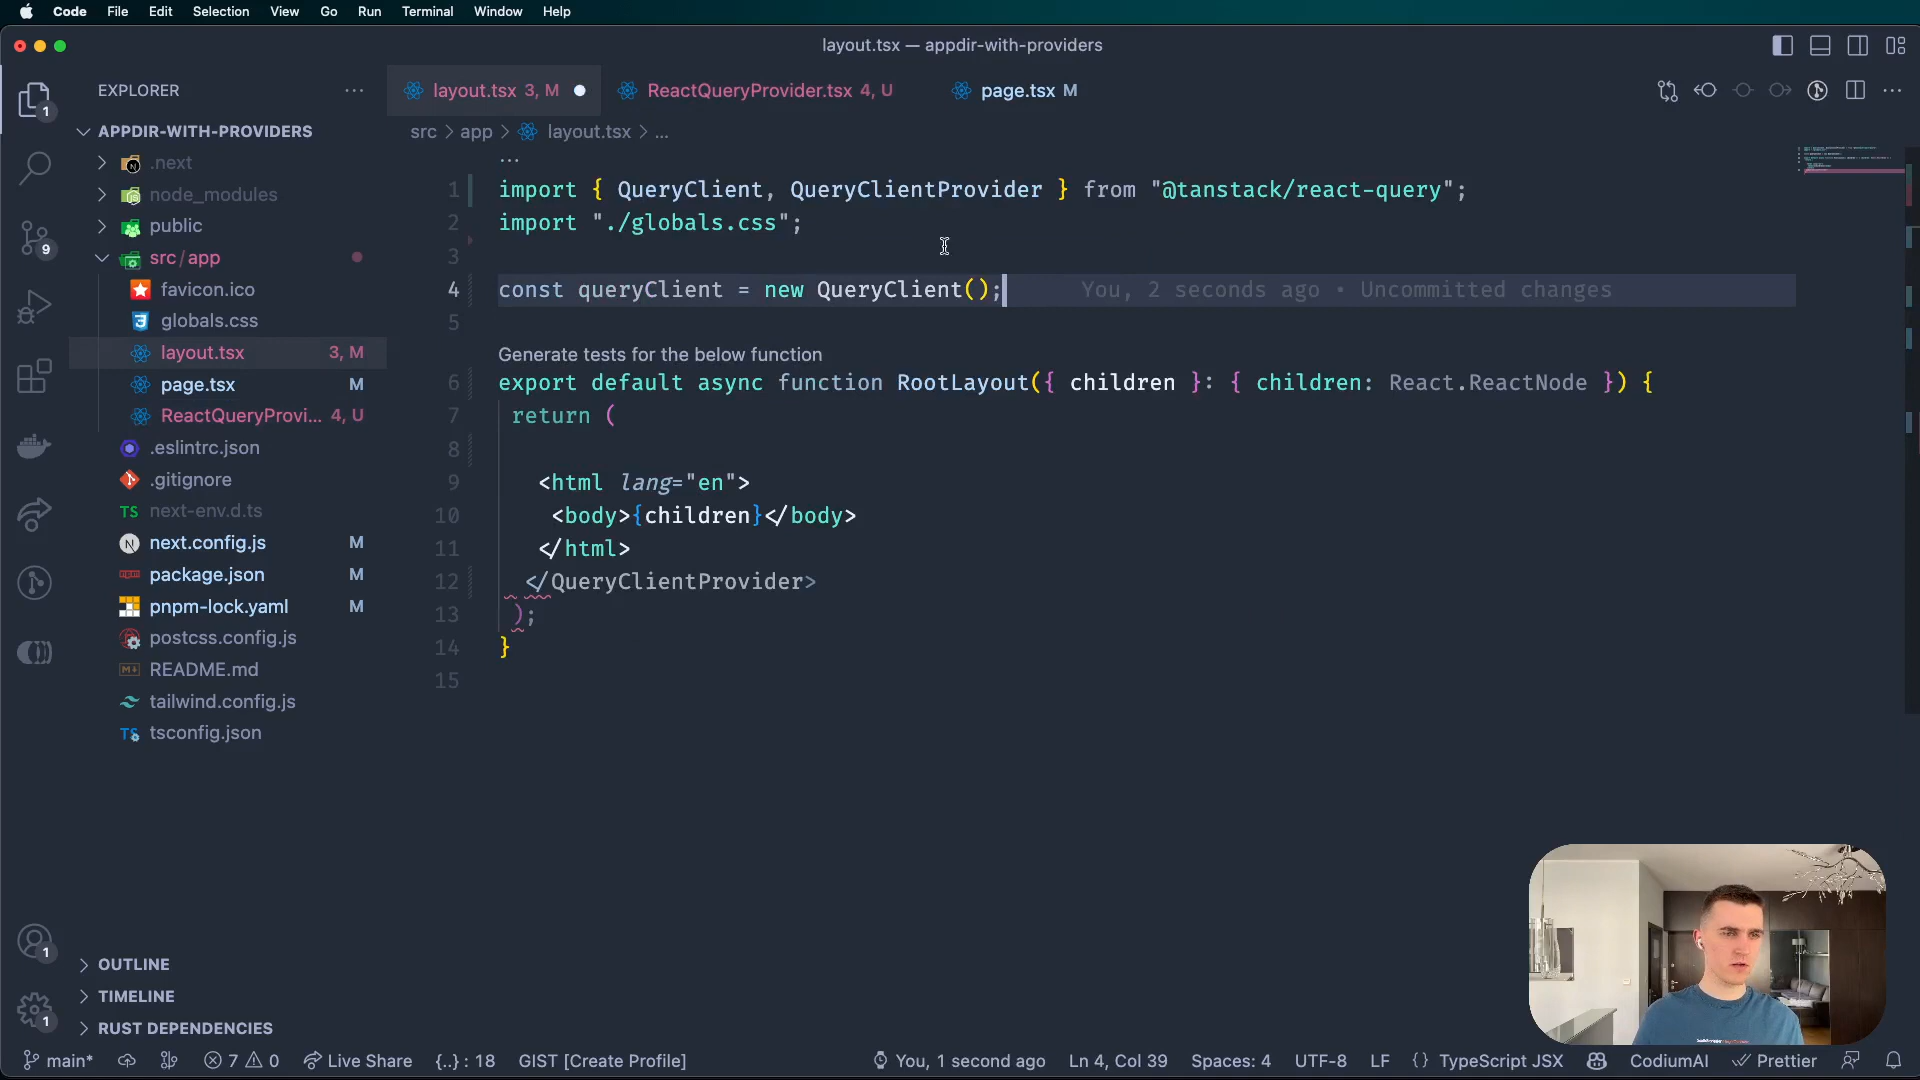 Code File Edit Selection View Go Run Terminal Window Help
layout.tsx — appdir-with-providers
EXPLORER
layout.tsx 3, M
ReactQueryProvider.tsx 4, U
page.tsx M
src > app > layout.tsx > ...
APPDIR-WITH-PROVIDERS
.next
node_modules
public
src/app
favicon.ico
globals.css
layout.tsx 3, M
page.tsx M
ReactQueryProvi... 4, U
.eslintrc.json
.gitignore
TS next-env.d.ts
N next.config.js M
package.json M
pnpm-lock.yaml M
postcss.config.js
README.md
tailwind.config.js
TS tsconfig.json
OUTLINE
TIMELINE
RUST DEPENDENCIES
1
9
1
1
...
1 import { QueryClient, QueryClientProvider } from "@tanstack/react-query";
2 import "./globals.css";
3
4 const queryClient = new QueryClient(); You, 2 seconds ago • Uncommitted changes
5
Generate tests for the below function
6 export default async function RootLayout({ children }: { children: React.ReactNode }) {
7 return (
8
9 <html lang="en">
10 <body>{children}</body>
11 </html>
12 </QueryClientProvider>
13 );
14 }
15
main* 7 0 Live Share {..} : 18 GIST [Create Profile] You, 1 second ago Ln 4, Col 39 Spaces: 4 UTF-8 LF {} TypeScript JSX CodiumAI Prettier